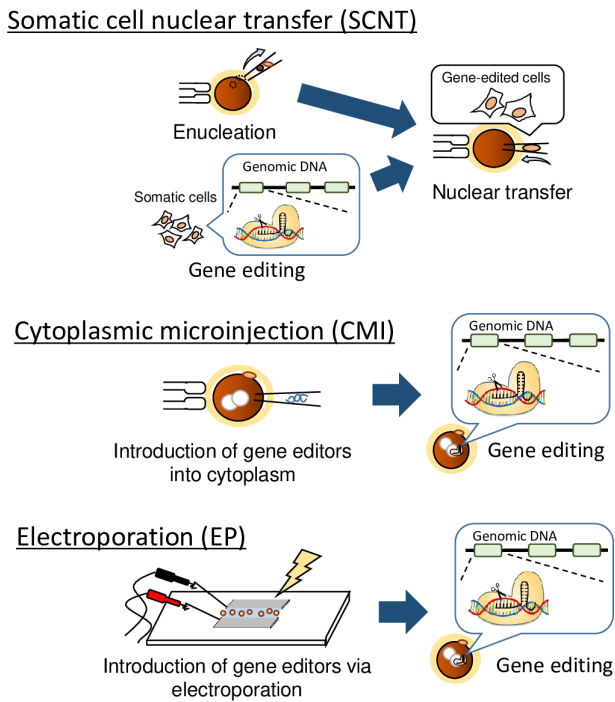 Somatic cell nuclear transfer (SCNT)
Gene-edited cells
Enucleation
Genomic DNA
Nuclear transfer
Somatic cells
Gene editing
Cytoplasmic microinjection (CMI)
Genomic DNA
Introduction of gene editors
into cytoplasm
Gene editing
Electroporation (EP)
Genomic DNA
Introduction of gene editors via
electroporation
Gene editing